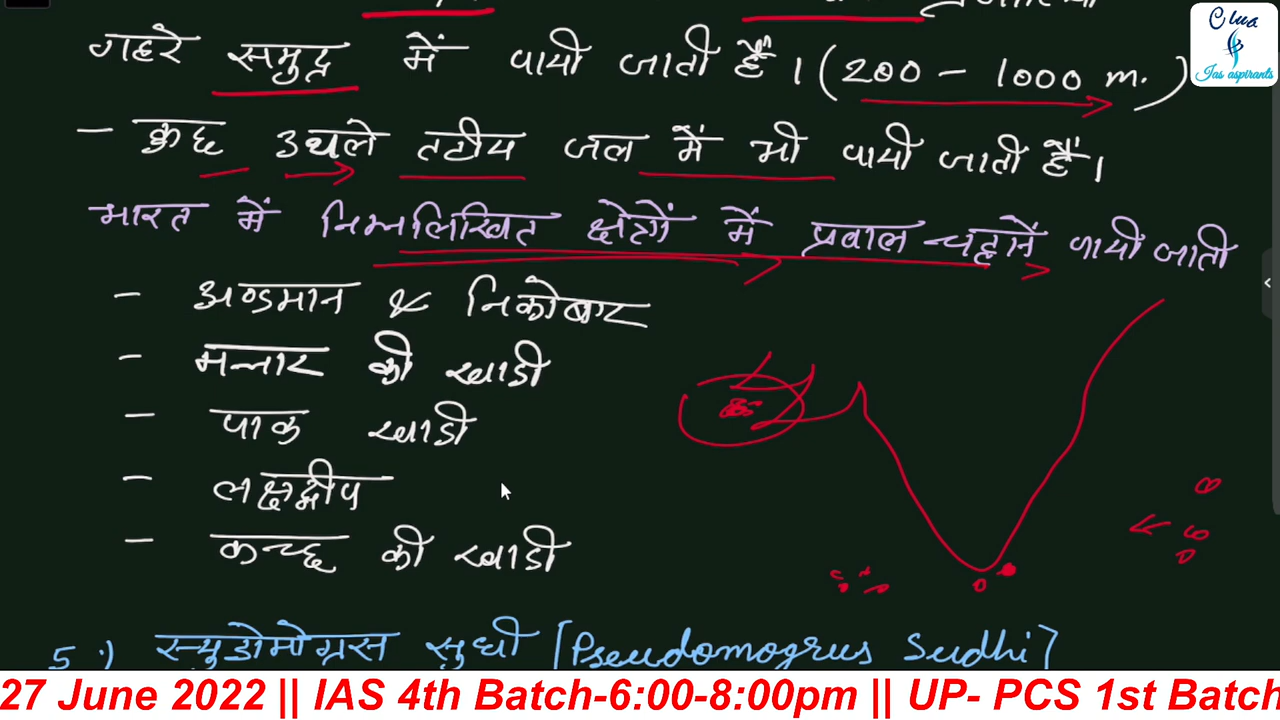 Clue
Ias aspirants
गहरे समुद्र में पायी जाती हैं। (200 - 1000 m.)
- कुछ उथले तटीय जल में भी पायी जाती हैं।
भारत में निम्नलिखित क्षेत्रों में प्रवाल चट्टानें पायी जाती
- अण्डमान & निकोबार
- मन्नार की खाडी
- पाक खाडी
- लक्षद्वीप
- कच्छ की खाडी
5.) स्यूडोमोग्रस सुधी [Pseudomogrus Sudhi]
27 June 2022 || IAS 4th Batch-6:00-8:00pm || UP- PCS 1st Batch